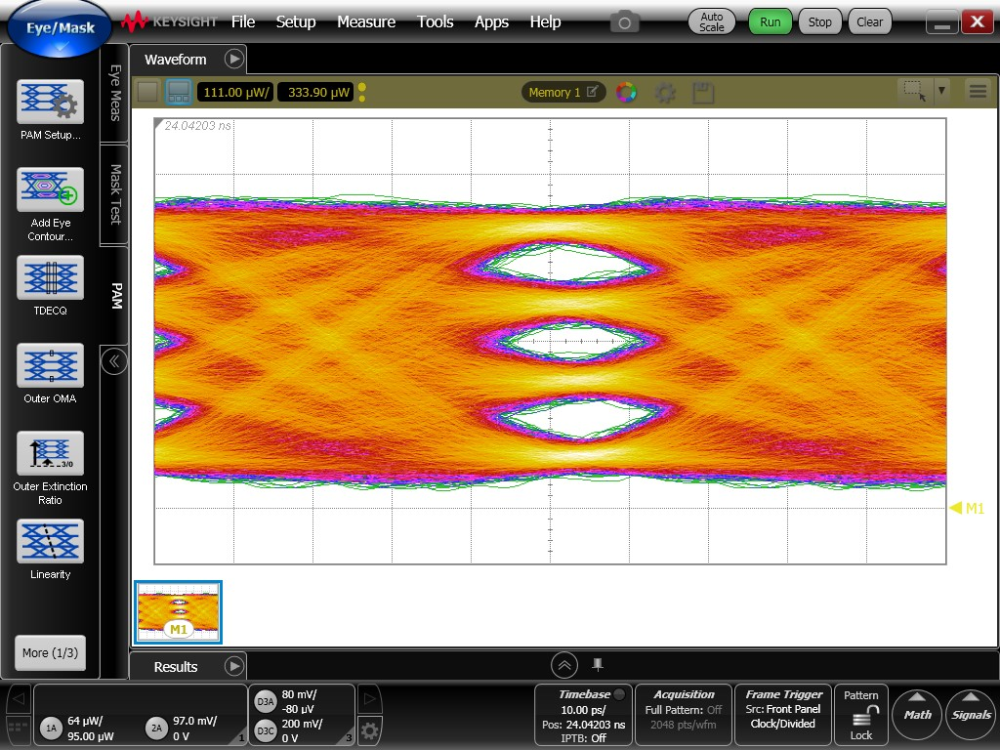 Eye/Mask
KEYSIGHT File Setup Measure Tools Apps Help
Auto
Scale
Run
Stop
Clear
Waveform
111.00 µW/
333.90 µW
Memory 1
24.04203 ns
M1
M1
PAM Setup...
Add Eye
Contour...
TDECQ
Outer OMA
3/0
Outer Extinction
Ratio
Linearity
More (1/3)
Eye Meas
Mask Test
PAM
Results
1A
64 µW/
95.00 µW
2A
97.0 mV/
0 V
1
D3A
80 mV/
-80 µV
D3C
200 mV/
0 V
3
Timebase
10.00 ps/
Pos: 24.04203 ns
IPTB: Off
Acquisition
Full Pattern: Off
2048 pts/wfm
Frame Trigger
Src: Front Panel
Clock/Divided
Pattern
Lock
Math
Signals